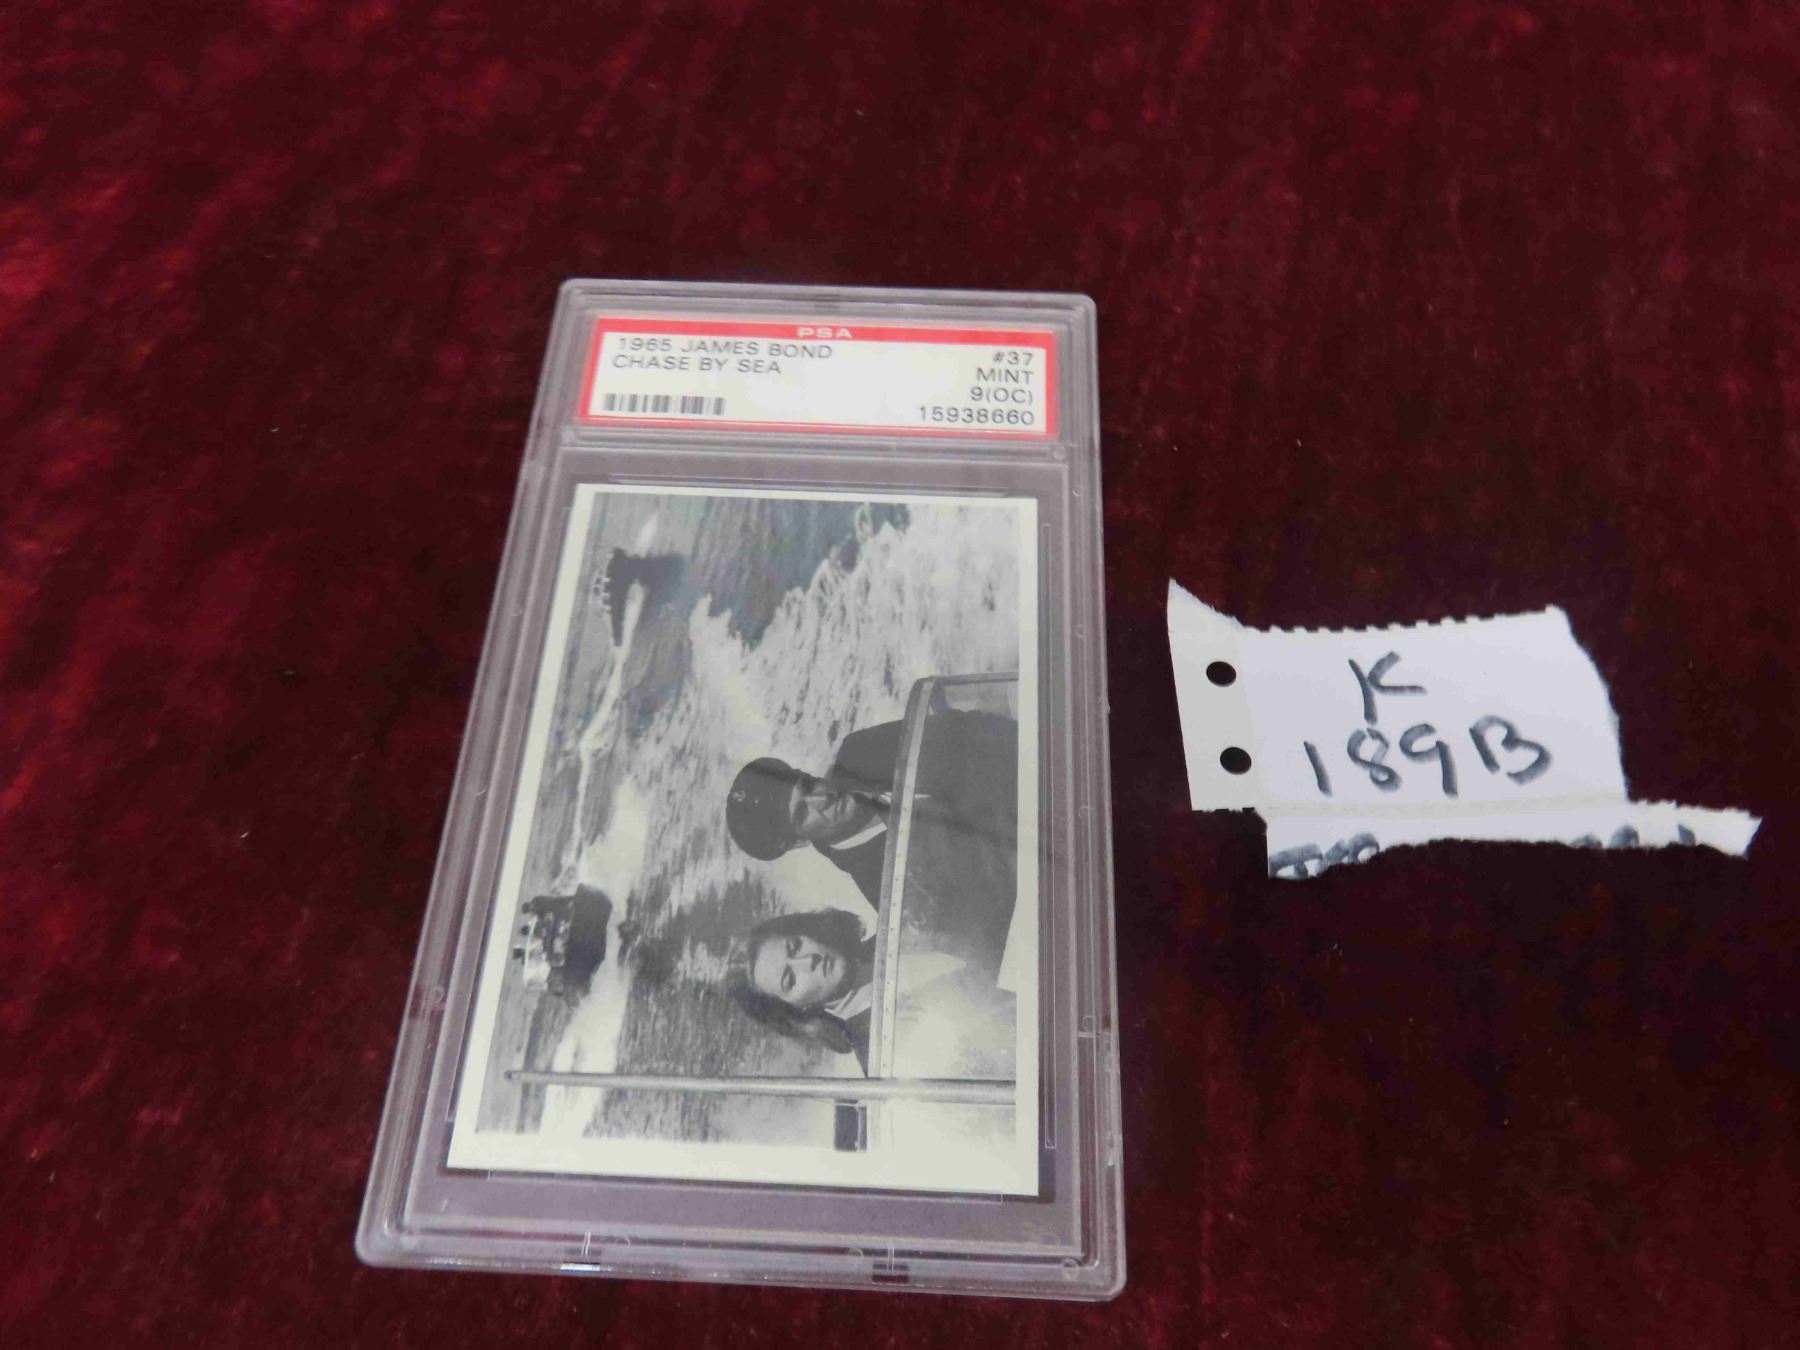 PSA
1965 JAMES BOND #37
CHASE BY SEA MINT
9(OC)
15938660
K
189B